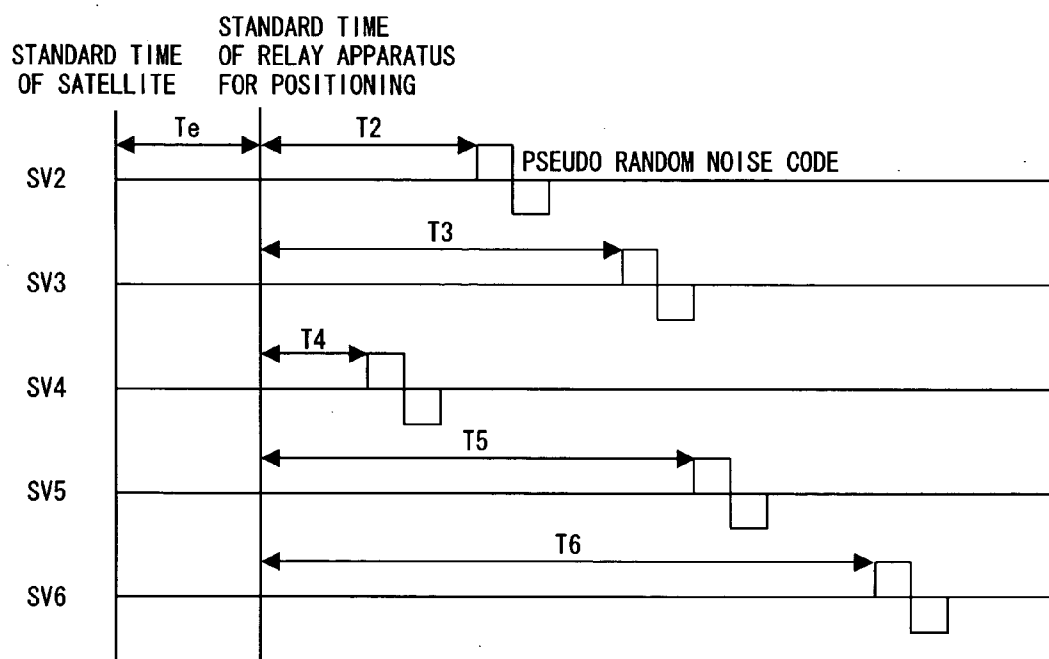 STANDARD TIME
OF SATELLITE
STANDARD TIME
OF RELAY APPARATUS
FOR POSITIONING
Te
T2
SV2
PSEUDO RANDOM NOISE CODE
T3
SV3
T4
SV4
T5
SV5
T6
SV6